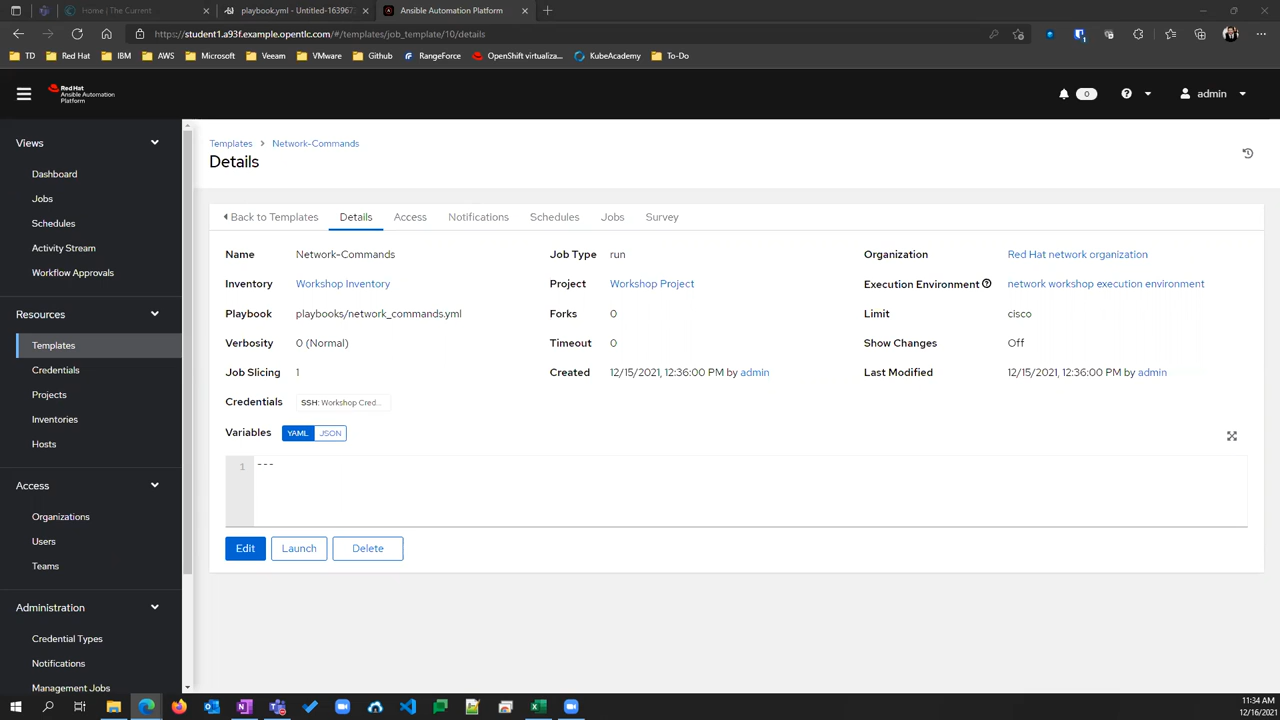 Home | The Current
playbook.yml - Untitled-163967
Ansible Automation Platform
https://student1.a93f.example.opentlc.com/#/templates/job_template/10/details
TD
Red Hat
IBM
AWS
Microsoft
Veeam
VMware
Github
RangeForce
OpenShift virtualiza...
KubeAcademy
To-Do
Red Hat
Ansible Automation
Platform
0
admin
Views
Dashboard
Jobs
Schedules
Activity Stream
Workflow Approvals
Resources
Templates
Credentials
Projects
Inventories
Hosts
Access
Organizations
Users
Teams
Administration
Credential Types
Notifications
Management Jobs
Templates > Network-Commands
Details
Back to Templates Details Access Notifications Schedules Jobs Survey
Name Network-Commands Job Type run Organization Red Hat network organization
Inventory Workshop Inventory Project Workshop Project Execution Environment network workshop execution environment
Playbook playbooks/network_commands.yml Forks 0 Limit cisco
Verbosity 0 (Normal) Timeout 0 Show Changes Off
Job Slicing 1 Created 12/15/2021, 12:36:00 PM by admin Last Modified 12/15/2021, 12:36:00 PM by admin
Credentials SSH: Workshop Cred...
Variables YAML JSON
1 ---
Edit Launch Delete
11:34 AM
12/16/2021